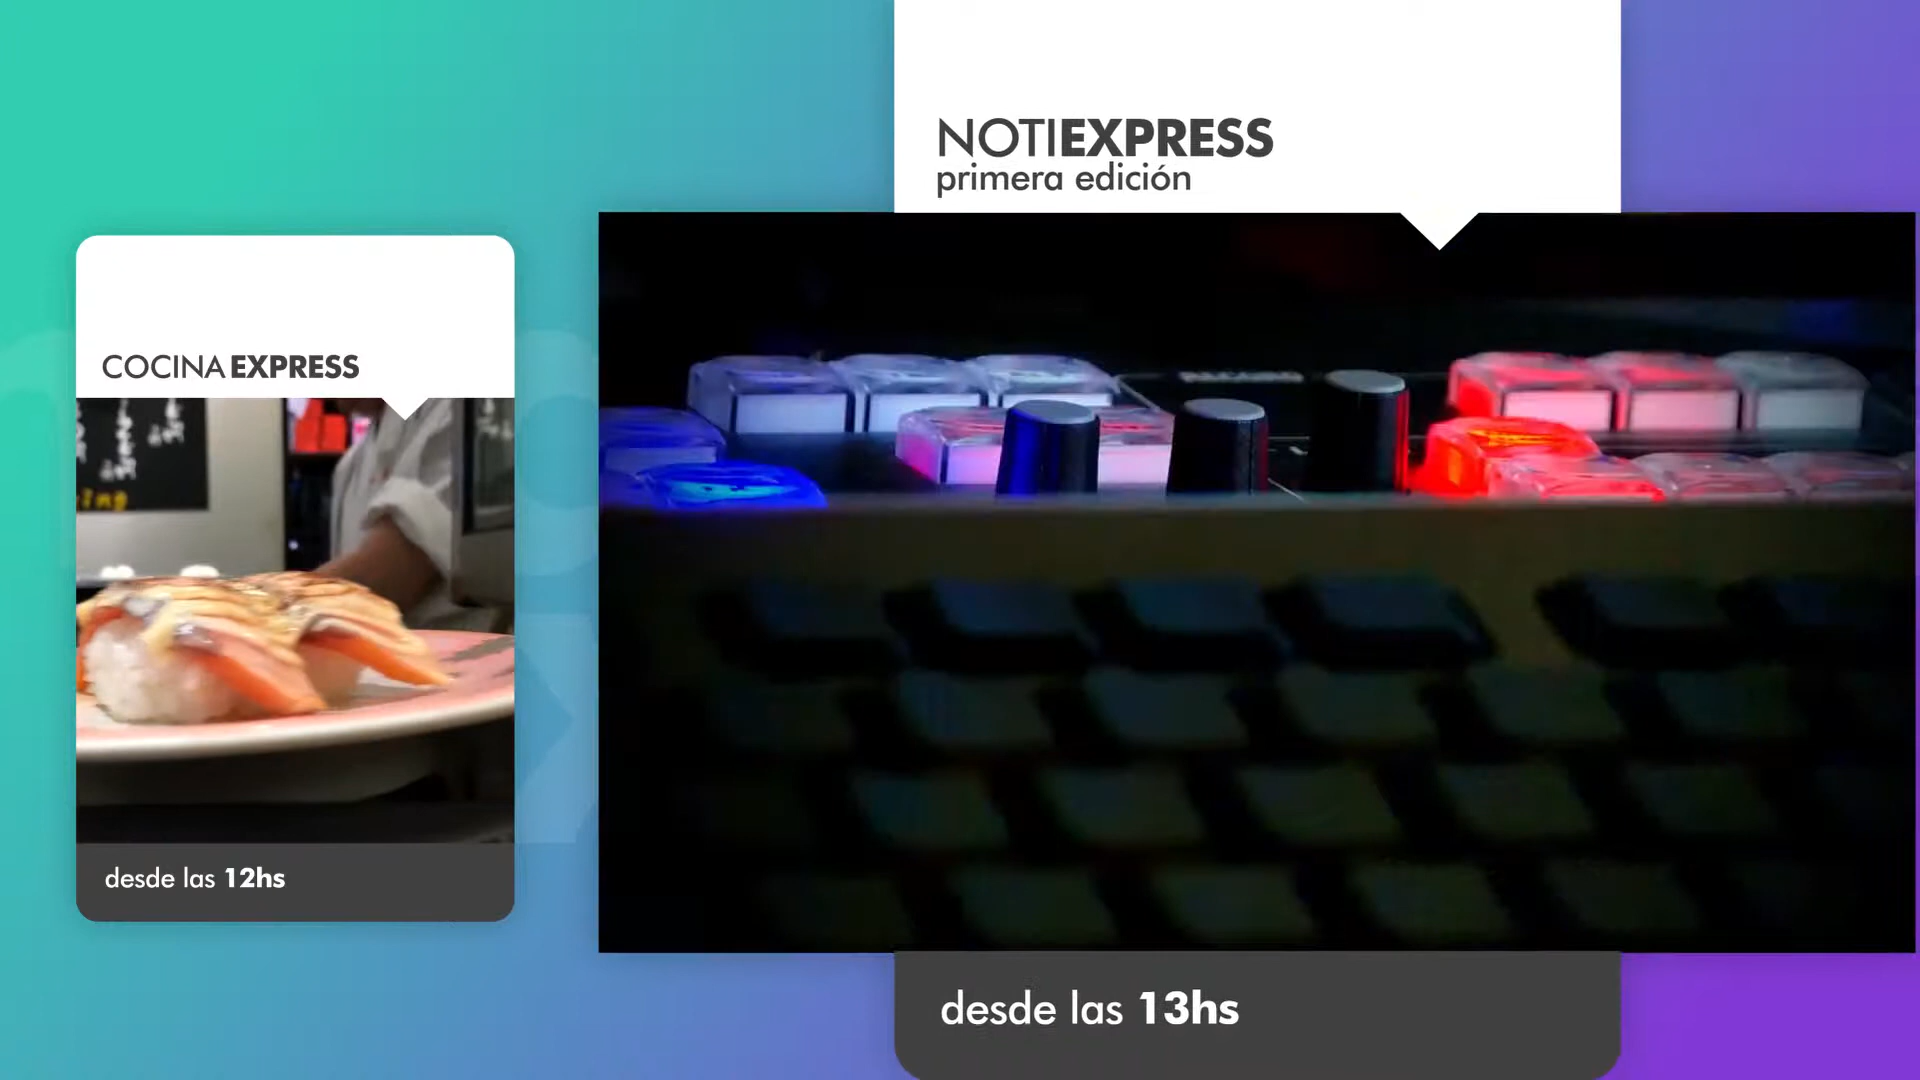 COCINA EXPRESS
desde las 12hs
NOTIEXPRESS
primera edición
desde las 13hs